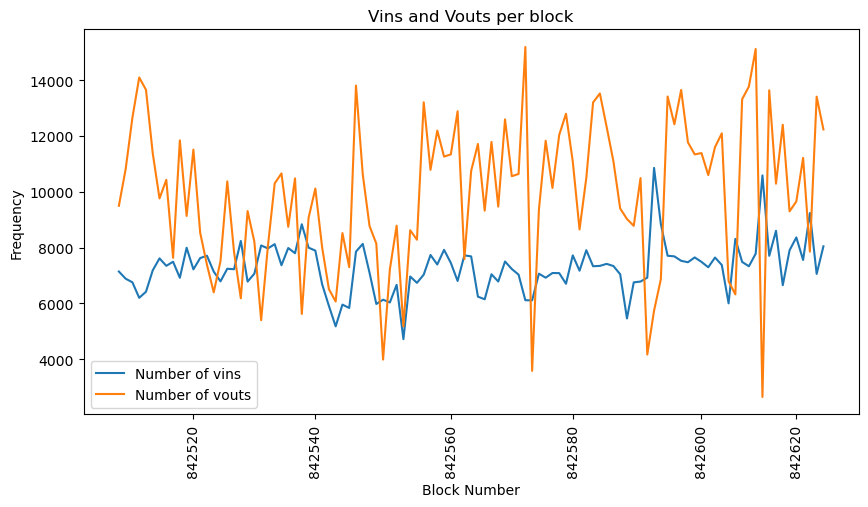 Vins and Vouts per block
Frequency
14000
12000
10000
8000
6000
4000
Number of vins
Number of vouts
842520
842540
842560
842580
842600
842620
Block Number